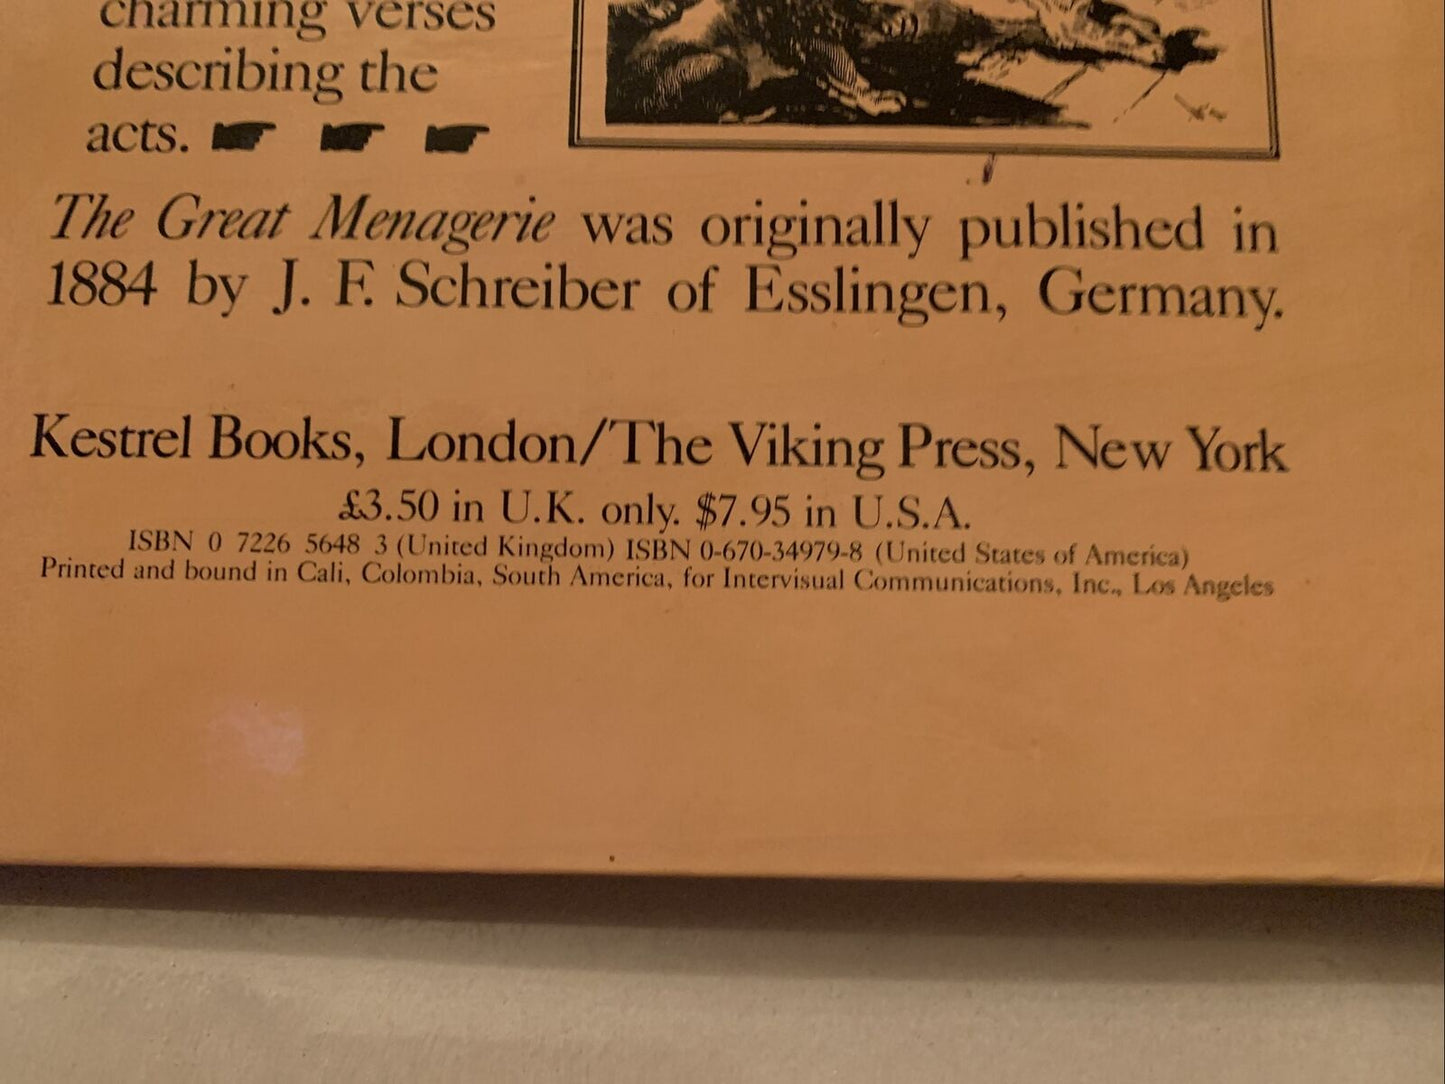 charming verses
describing the
acts.
The Great Menagerie was originally published in
1884 by J. F. Schreiber of Esslingen, Germany.
Kestrel Books, London/The Viking Press, New York
£3.50 in U.K. only. $7.95 in U.S.A.
ISBN 0 7226 5648 3 (United Kingdom) ISBN 0-670-34979-8 (United States of America)
Printed and bound in Cali, Colombia, South America, for Intervisual Communications, Inc., Los Angeles